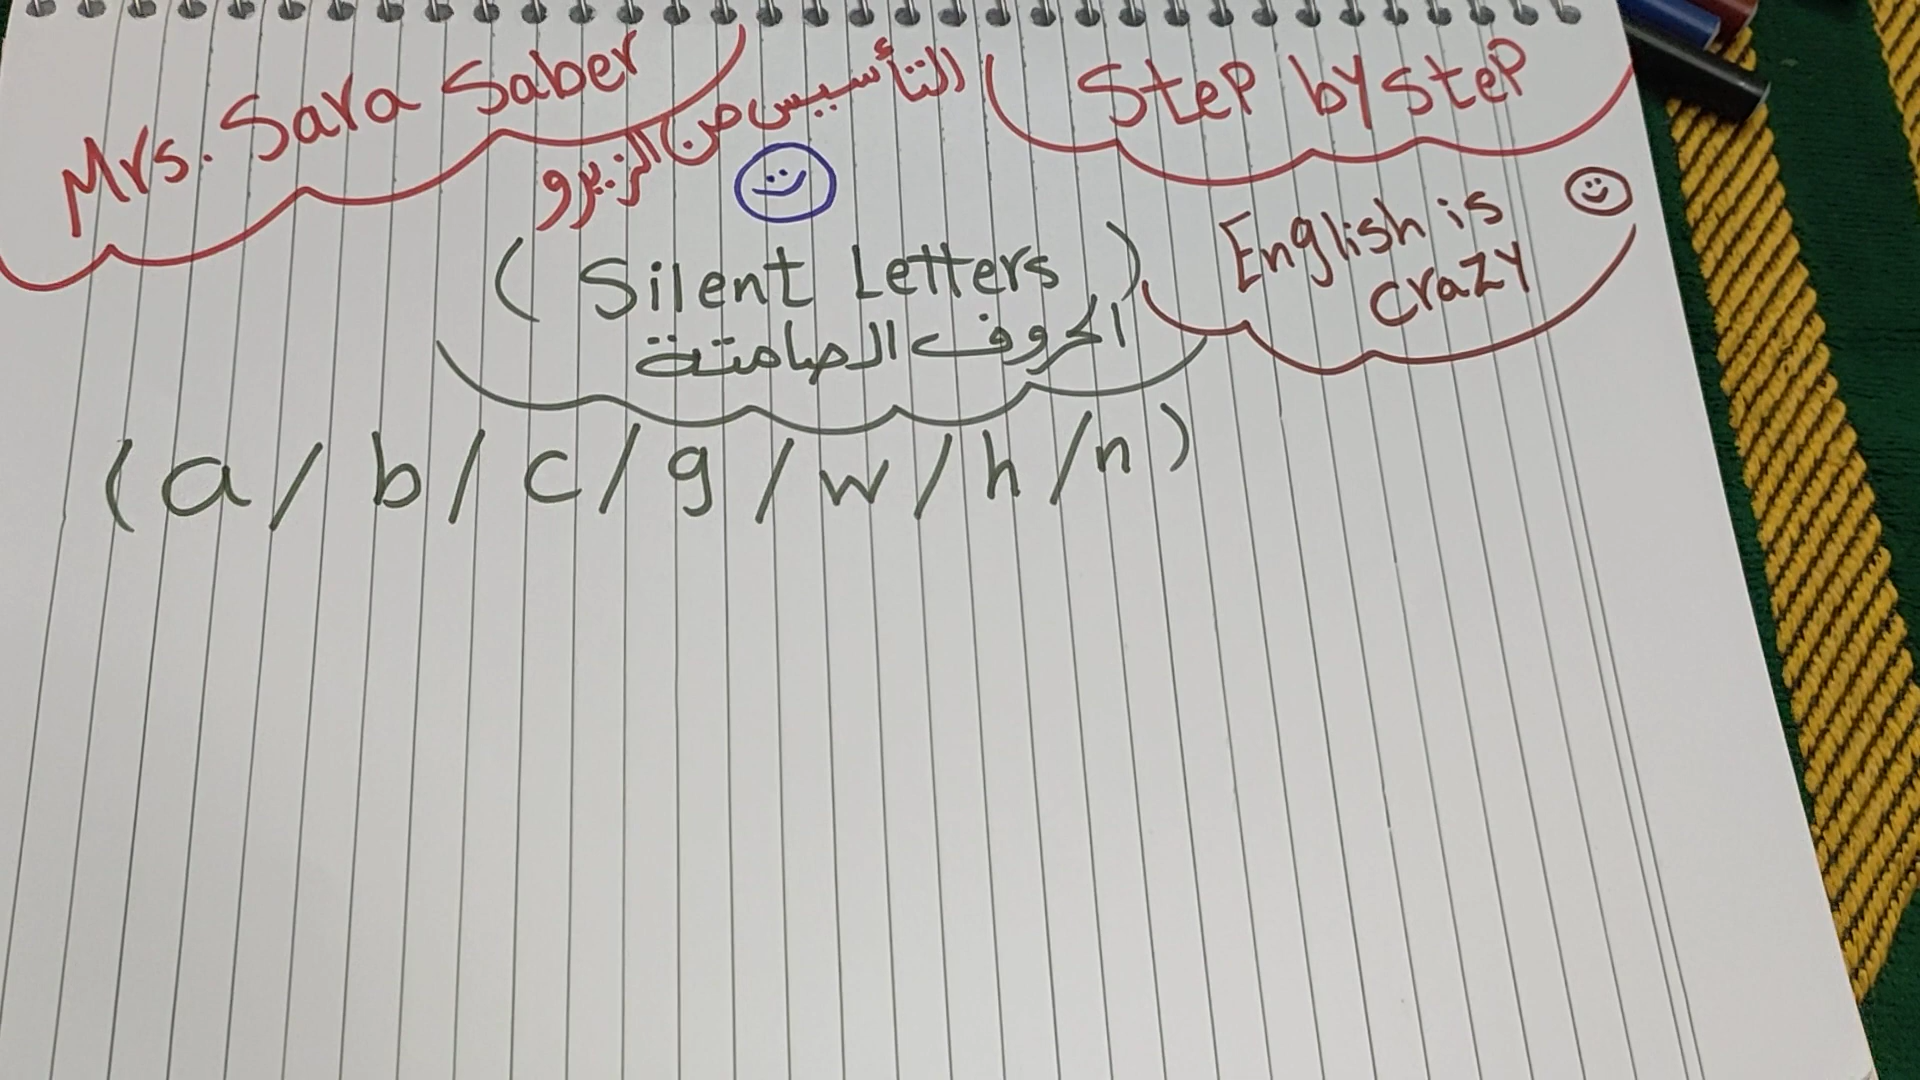 Mrs. Sara Saber
التأسيس من الزيرو
Step by step
English is
crazy
( Silent Letters )
الحروف الصامتة
( a / b / c / g / w / h / n )